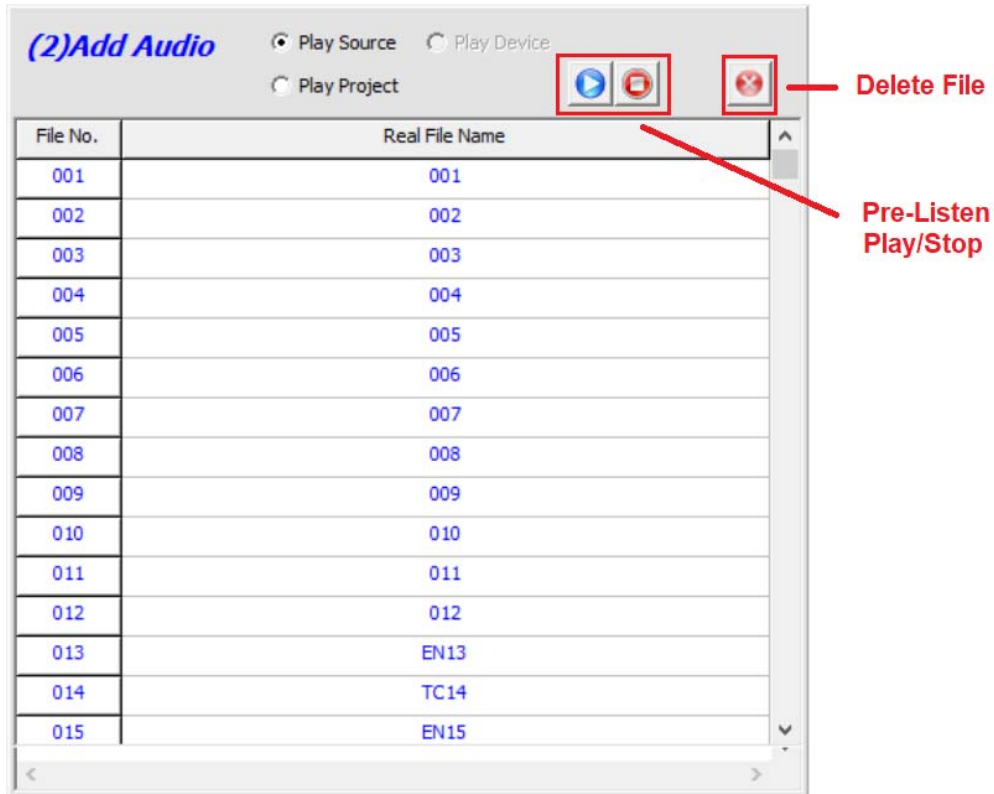 (2)Add Audio
Play Source
Play Device
Play Project
Delete File
File No.
Real File Name
001
001
002
002
Pre-Listen
Play/Stop
003
003
004
004
005
005
006
006
007
007
008
008
009
009
010
010
011
011
012
012
013
EN13
014
TC14
015
EN15